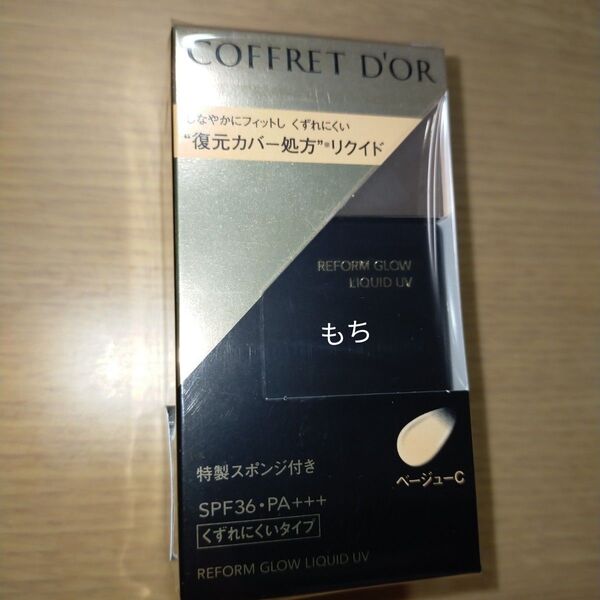 COFFRET D'OR
しなやかにフィットし くずれにくい
“復元カバー処方”※リクイド
REFORM GLOW
LIQUID UV
もち
ベージューC
特製スポンジ付き
SPF36・PA+++
くずれにくいタイプ
REFORM GLOW LIQUID UV